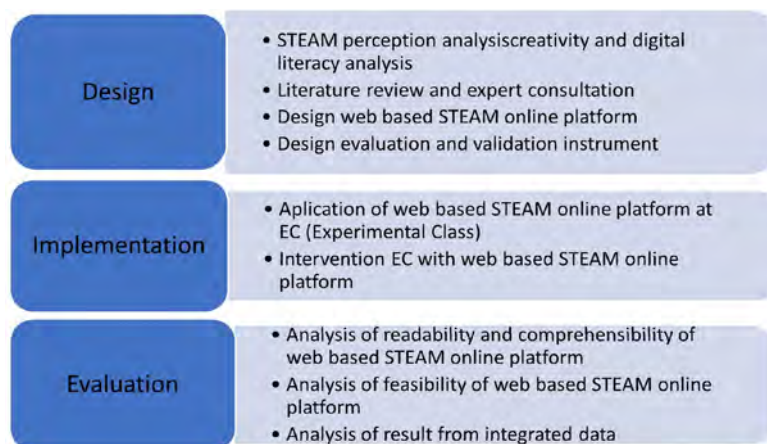 Design
• STEAM perception analysiscreativity and digital
literacy analysis
• Literature review and expert consultation
• Design web based STEAM online platform
• Design evaluation and validation instrument
Implementation
• Aplication of web based STEAM online platform at
EC (Experimental Class)
• Intervention EC with web based STEAM online
platform
Evaluation
• Analysis of readability and comprehensibility of
web based STEAM online platform
• Analysis of feasibility of web based STEAM online
platform
• Analysis of result from integrated data